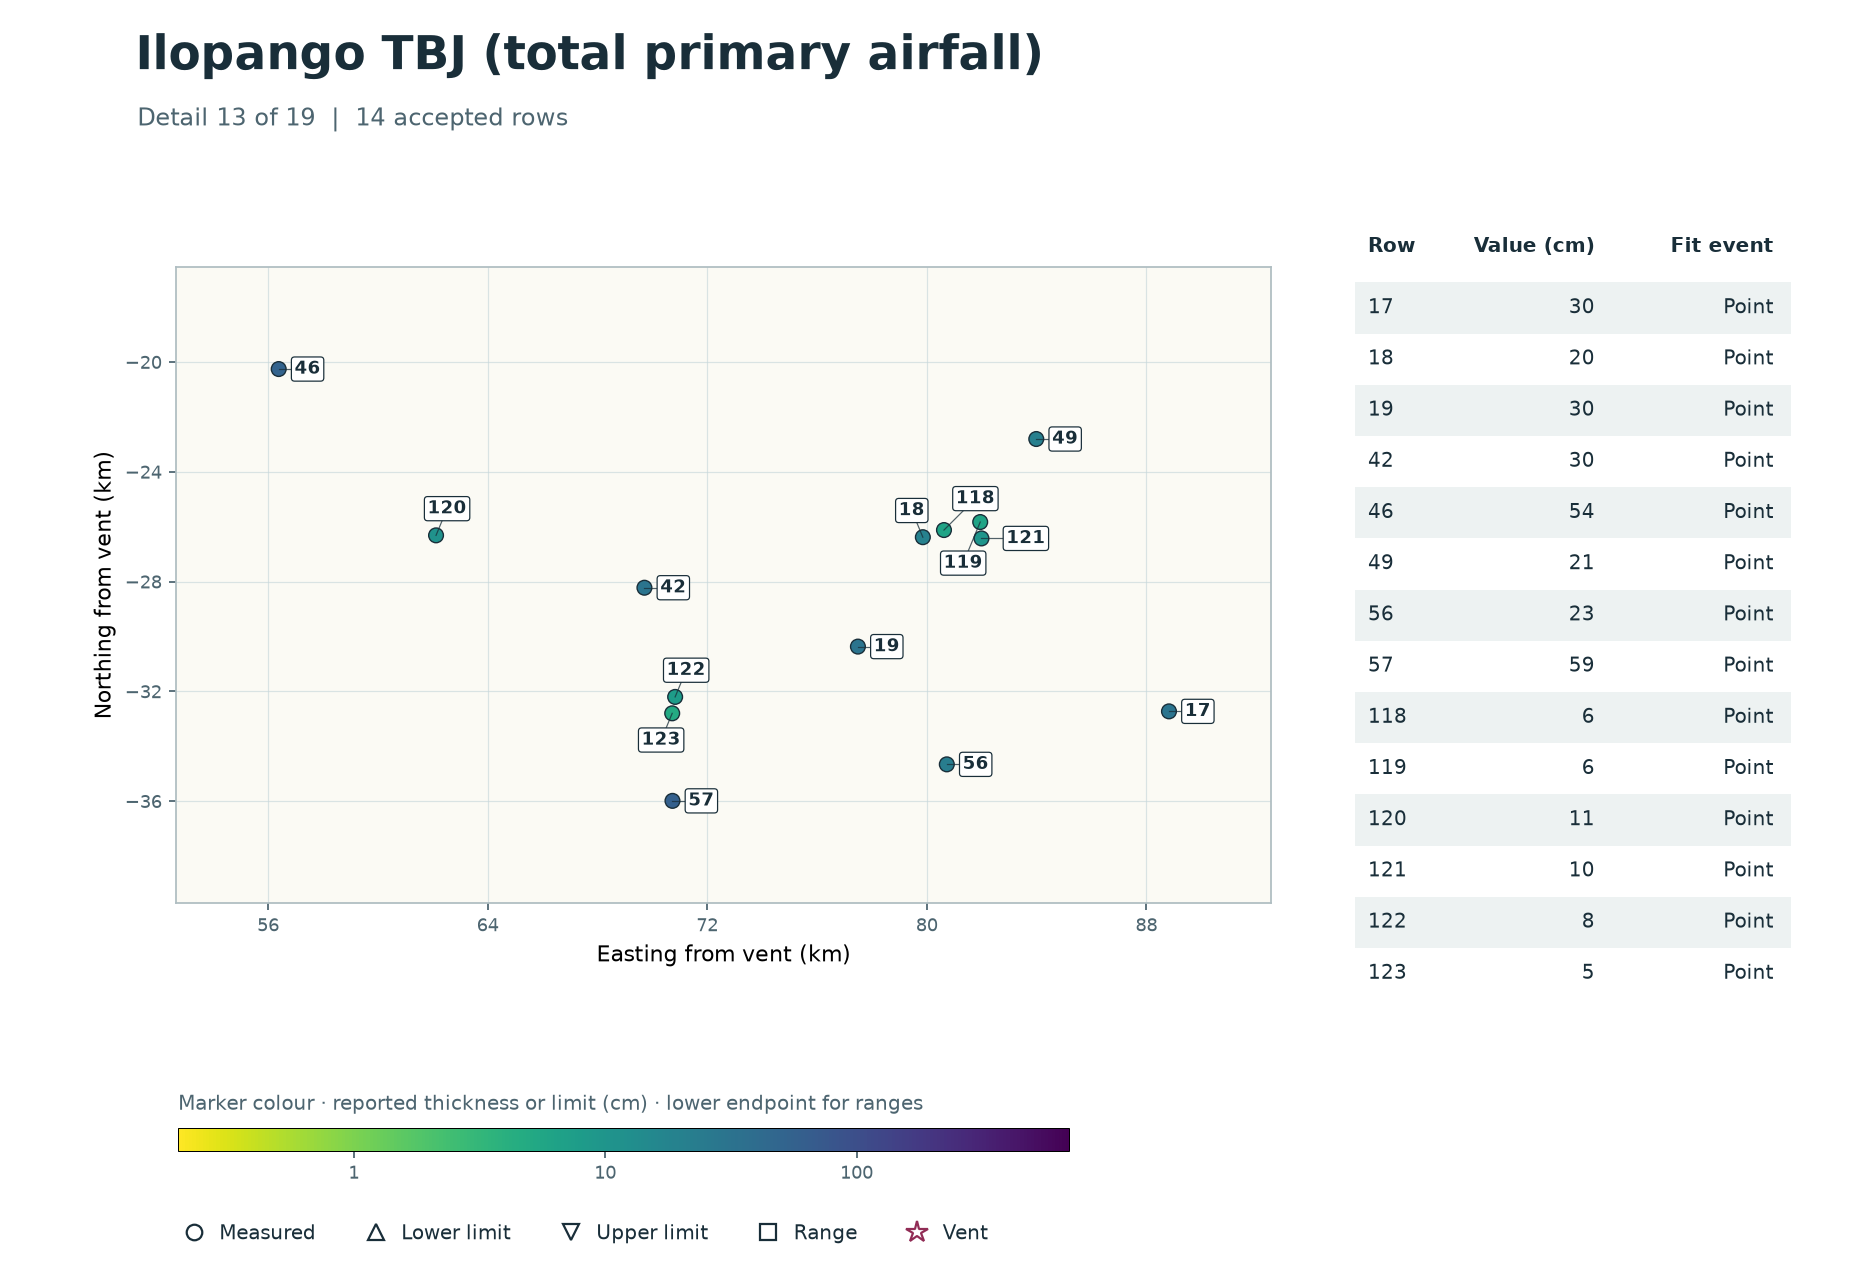 Ilopango TBJ (total primary airfall)
Detail 13 of 19 | 14 accepted rows
Row Value (cm) Fit event
17 30 Point
18 20 Point
19 30 Point
42 30 Point
46 54 Point
49 21 Point
56 23 Point
57 59 Point
118 6 Point
119 6 Point
120 11 Point
121 10 Point
122 8 Point
123 5 Point
Northing from vent (km)
−20
−24
−28
−32
−36
46
49
120
118
18
121
119
42
19
122
17
123
56
57
56 64 72 80 88
Easting from vent (km)
Marker colour · reported thickness or limit (cm) · lower endpoint for ranges
1 10 100
Measured Lower limit Upper limit Range Vent